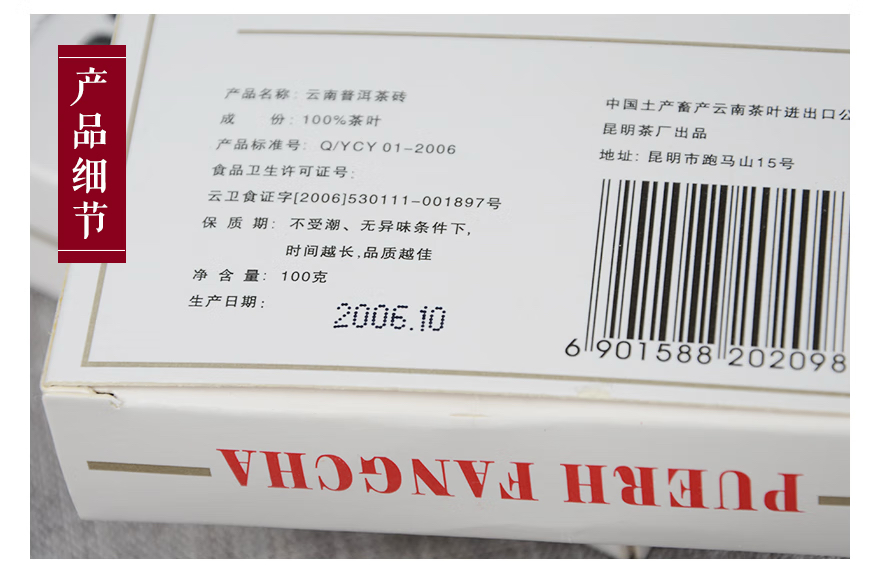 产品细节
产品名称: 云南普洱茶砖
成 份: 100%茶叶
产品标准号: Q/YCY 01-2006
食品卫生许可证号:
云卫食证字[2006]530111-001897号
保 质 期: 不受潮、无异味条件下,
时间越长,品质越佳
净 含 量: 100克
生产日期:
2006.10
中国土产畜产云南茶叶进出口公
昆明茶厂出品
地址: 昆明市跑马山15号
6 901588 202098
PUERH FANGCHA